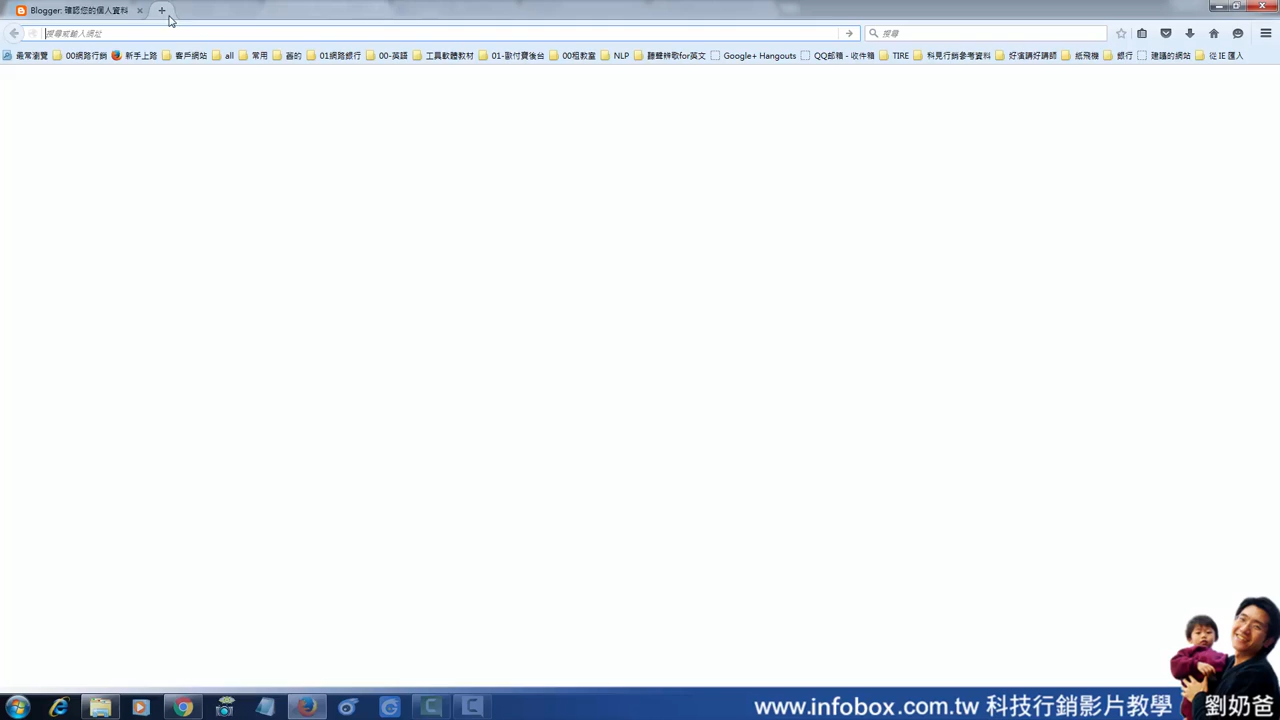 Blogger: 確認您的個人資料
搜尋或輸入網址
搜尋
最常瀏覽 00網路行銷 新手上路 客戶網站 all 常用 舊的 01網路銀行 00-英語 工具軟體教材 01-歐付寶後台 00租教室 NLP 聽聲辨取for英文 Google+ Hangouts QQ邮箱 - 收件箱 TIRE 科見行銷參考資料 好演講好講師 紙飛機 銀行 建議的網站 從 IE 匯入
www.infobox.com.tw 科技行銷影片教學 劉奶爸